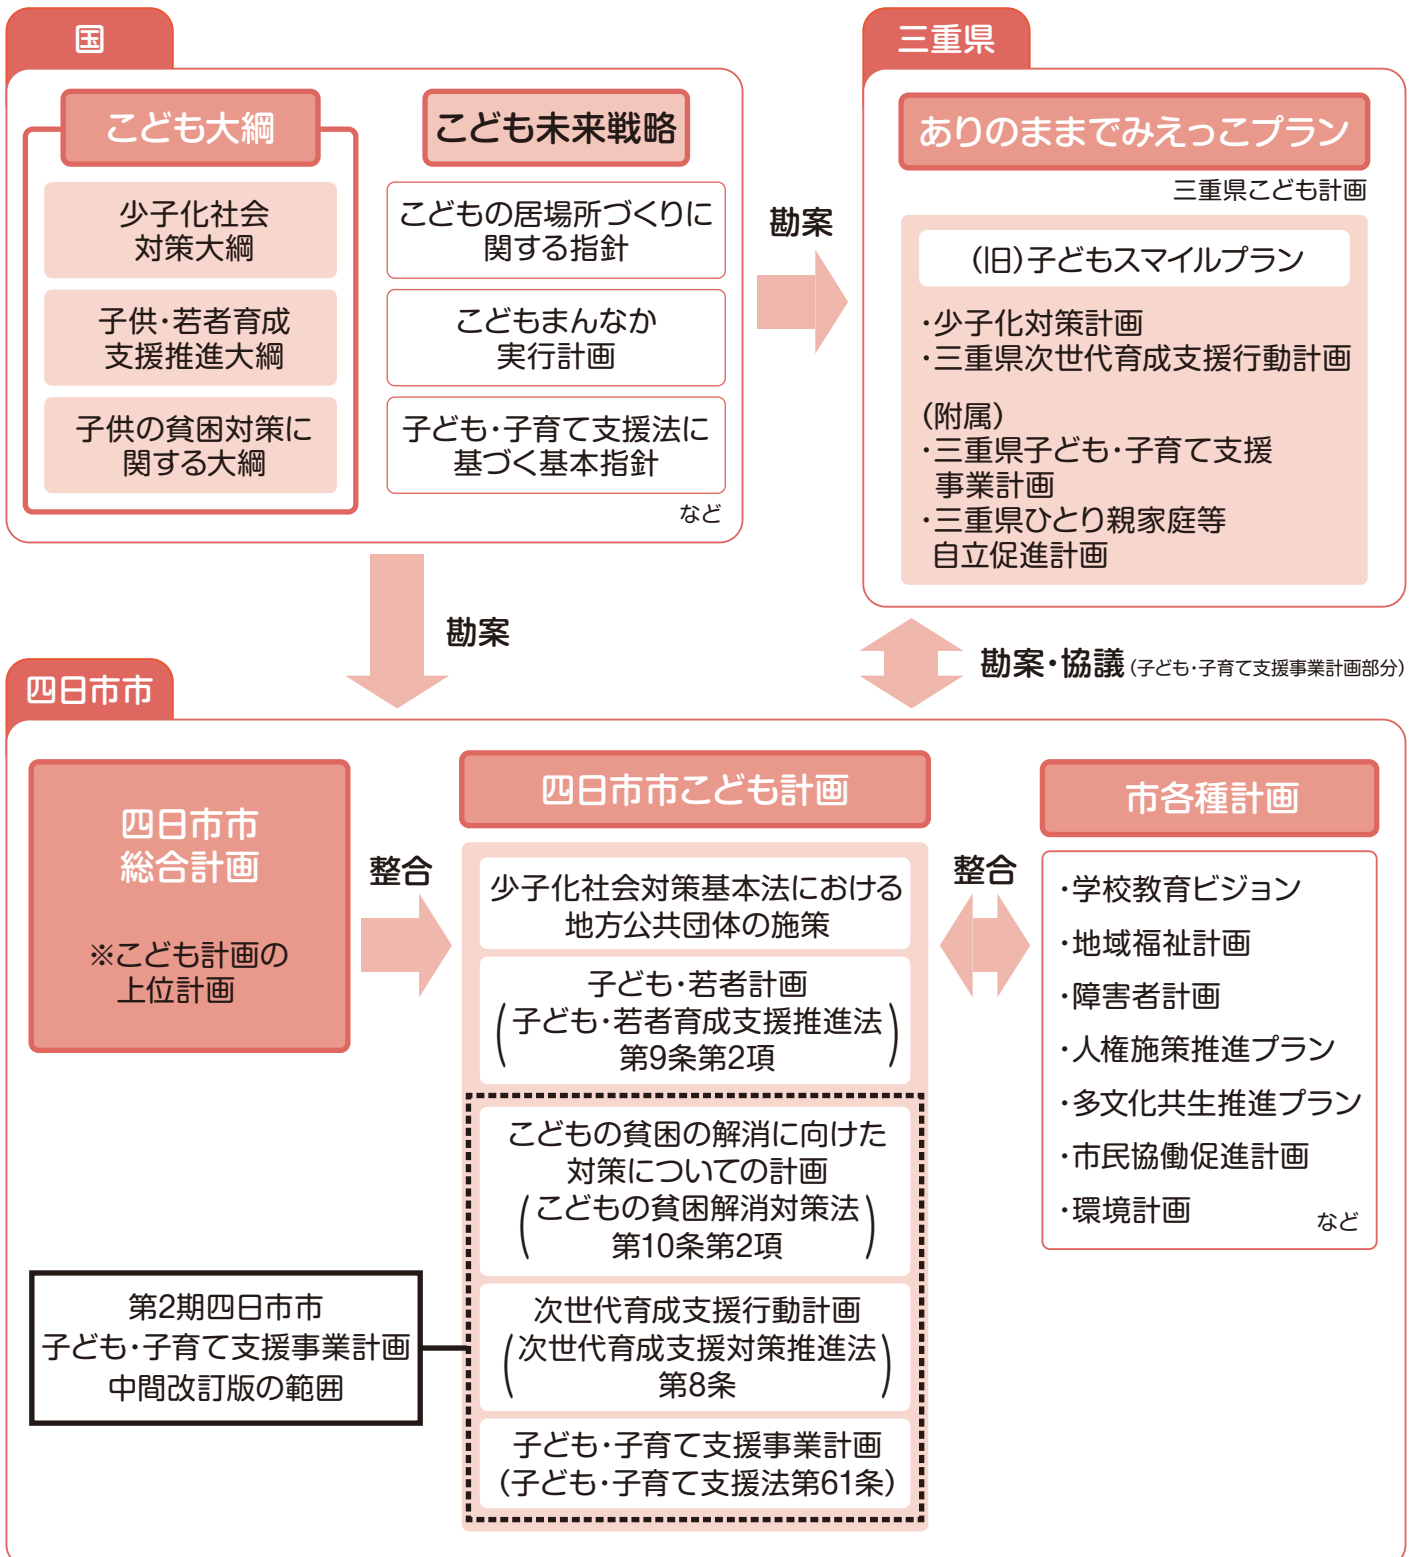 国
こども大綱
少子化社会
対策大綱
子供・若者育成
支援推進大綱
子供の貧困対策に
関する大綱
こども未来戦略
こどもの居場所づくりに
関する指針
こどもまんなか
実行計画
子ども・子育て支援法に
基づく基本指針
など
勘案
三重県
ありのままでみえっこプラン
三重県こども計画
(旧)子どもスマイルプラン
・少子化対策計画
・三重県次世代育成支援行動計画
(附属)
・三重県子ども・子育て支援
事業計画
・三重県ひとり親家庭等
自立促進計画
勘案
勘案・協議(子ども・子育て支援事業計画部分)
四日市市
四日市市
総合計画
※こども計画の
上位計画
整合
四日市市こども計画
少子化社会対策基本法における
地方公共団体の施策
子ども・若者計画
(子ども・若者育成支援推進法
第9条第2項)
こどもの貧困の解消に向けた
対策についての計画
(こどもの貧困解消対策法
第10条第2項)
次世代育成支援行動計画
(次世代育成支援対策推進法
第8条)
子ども・子育て支援事業計画
(子ども・子育て支援法第61条)
第2期四日市市
子ども・子育て支援事業計画
中間改訂版の範囲
整合
市各種計画
・学校教育ビジョン
・地域福祉計画
・障害者計画
・人権施策推進プラン
・多文化共生推進プラン
・市民協働促進計画
・環境計画
など